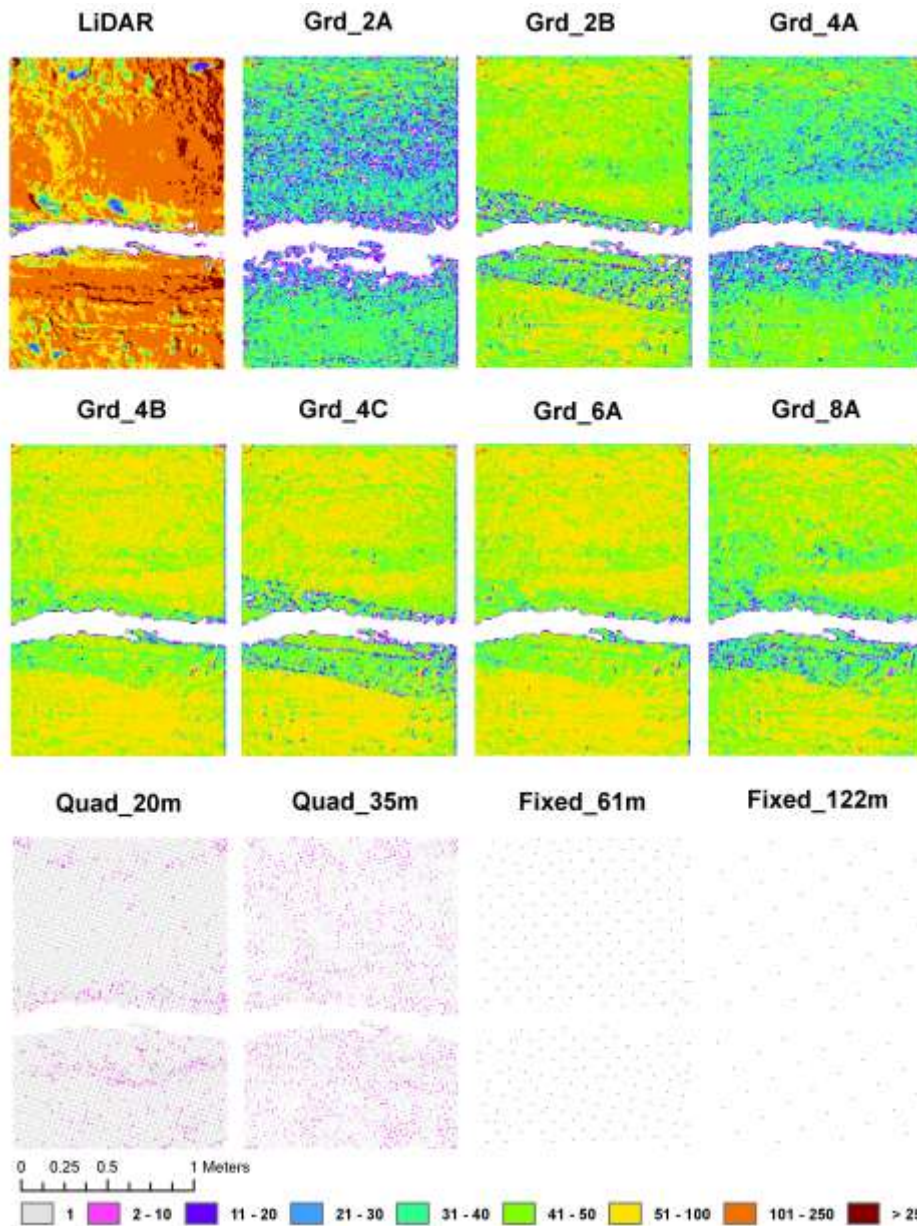 LiDAR Grd_2A Grd_2B Grd_4A
Grd_4B Grd_4C Grd_6A Grd_8A
Quad_20m Quad_35m Fixed_61m Fixed_122m
0 0.25 0.5 1 Meters
1 2 - 10 11 - 20 21 - 30 31 - 40 41 - 50 51 - 100 101 - 250 > 2